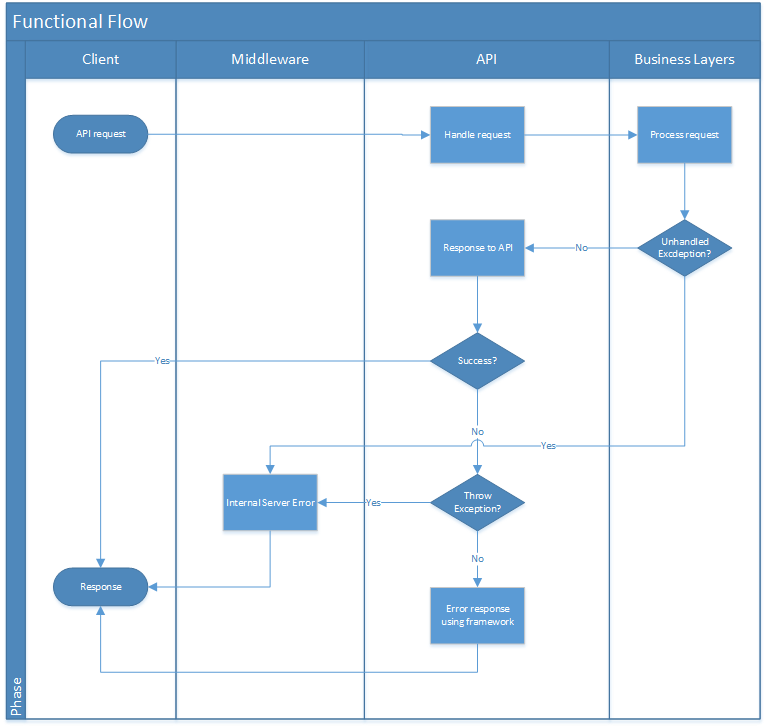 Functional Flow
Client
Middleware
API
Business Layers
API request
Handle request
Process request
Response to API
No
Unhandled
Excdeption?
Yes
Success?
No
Yes
Internal Server Error
Yes
Throw
Exception?
No
Response
Error response
using framework
Phase